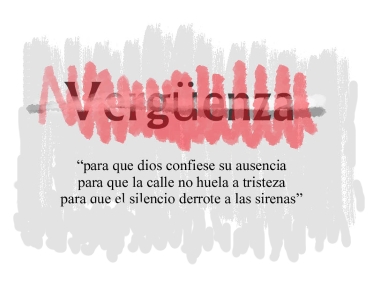 Vergüenza
“para que dios confiese su ausencia
para que la calle no huela a tristeza
para que el silencio derrote a las sirenas”